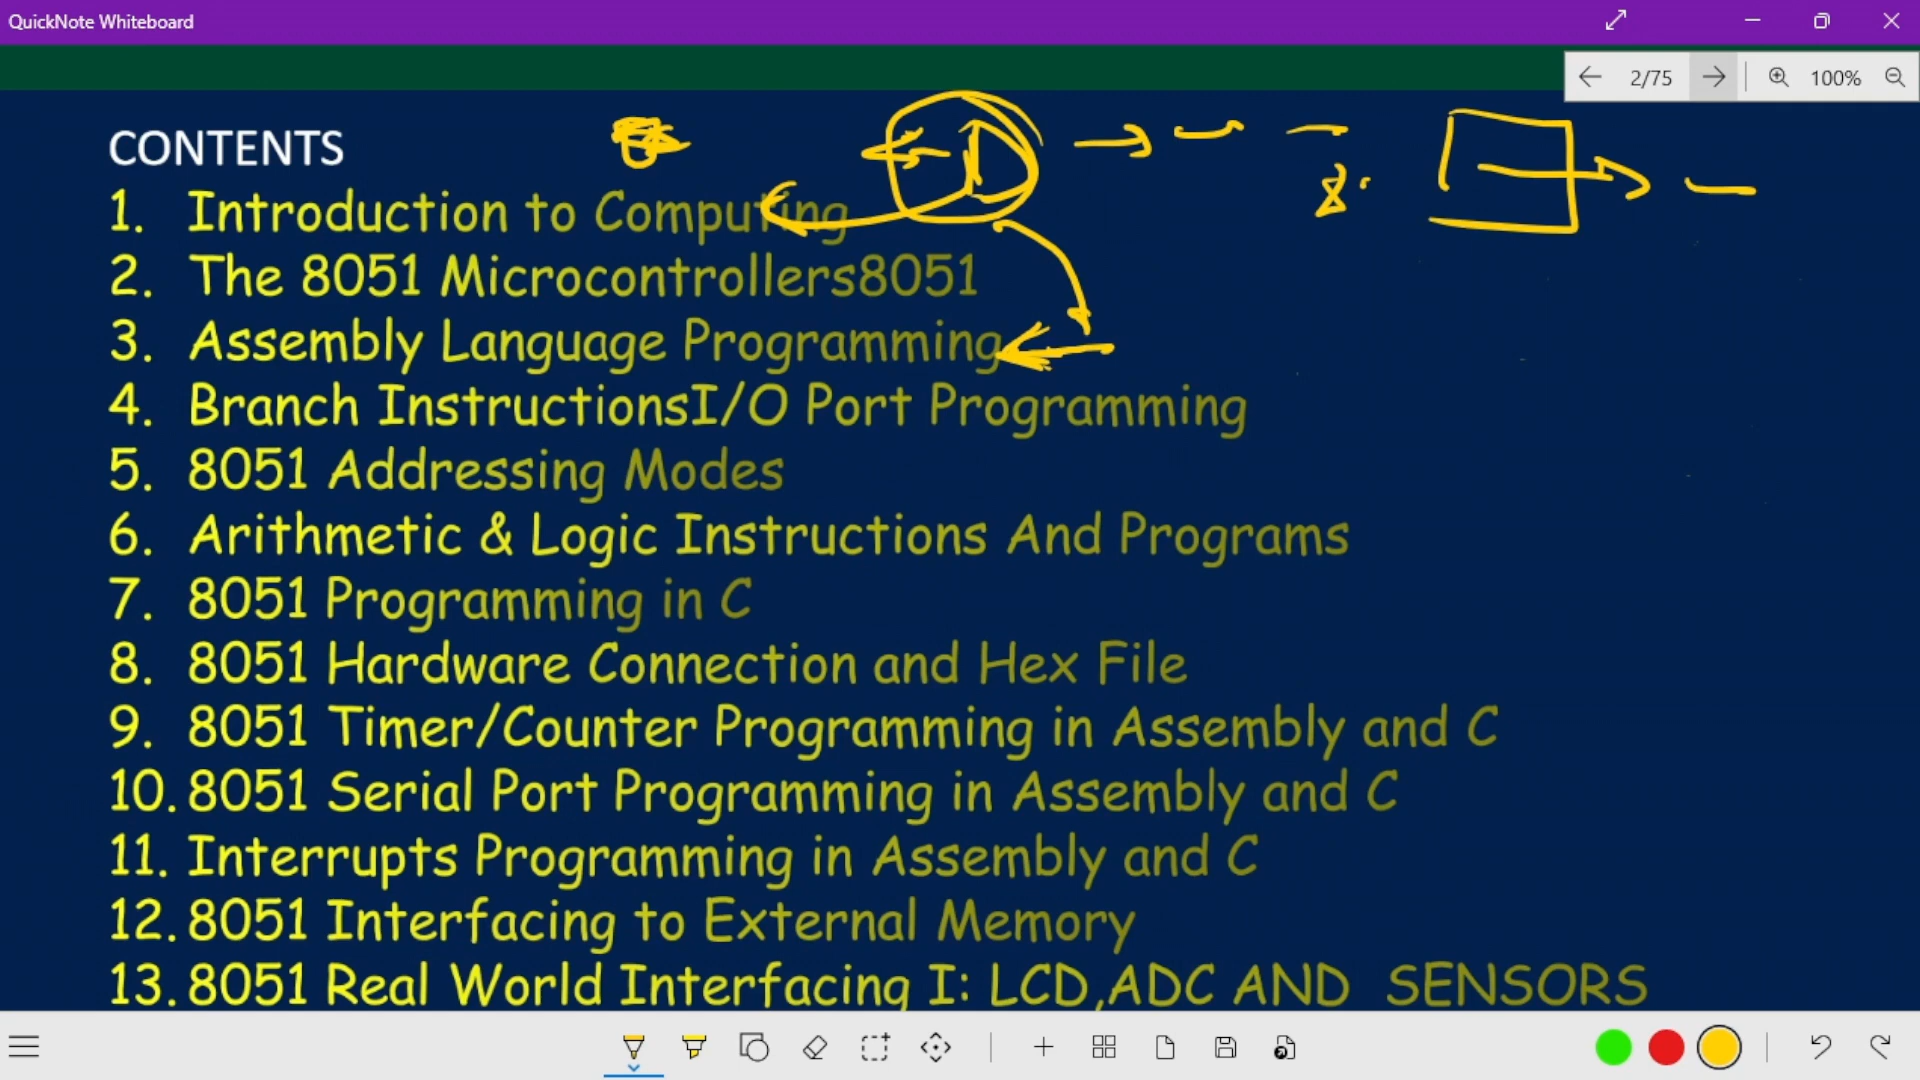 QuickNote Whiteboard
2/75
100%
CONTENTS
1. Introduction to Computing
2. The 8051 Microcontrollers8051
3. Assembly Language Programming
4. Branch InstructionsI/O Port Programming
5. 8051 Addressing Modes
6. Arithmetic & Logic Instructions And Programs
7. 8051 Programming in C
8. 8051 Hardware Connection and Hex File
9. 8051 Timer/Counter Programming in Assembly and C
10. 8051 Serial Port Programming in Assembly and C
11. Interrupts Programming in Assembly and C
12. 8051 Interfacing to External Memory
13. 8051 Real World Interfacing I: LCD,ADC AND SENSORS